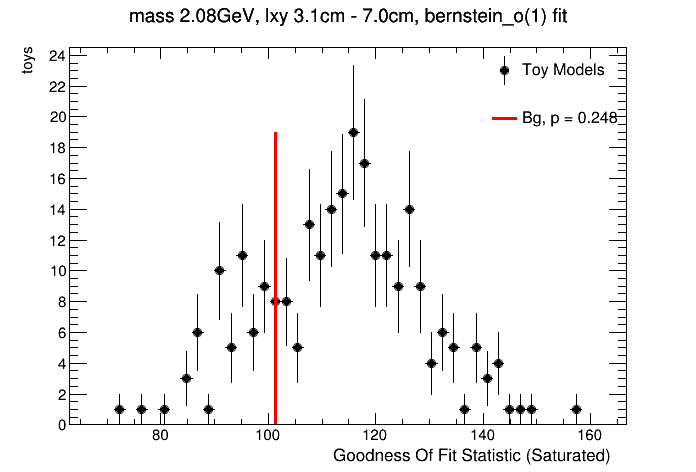 mass 2.08GeV, lxy 3.1cm - 7.0cm, bernstein_o(1) fit
toys
24
22
20
18
16
14
12
10
8
6
4
2
0
Toy Models
Bg, p = 0.248
80 100 120 140 160
Goodness Of Fit Statistic (Saturated)